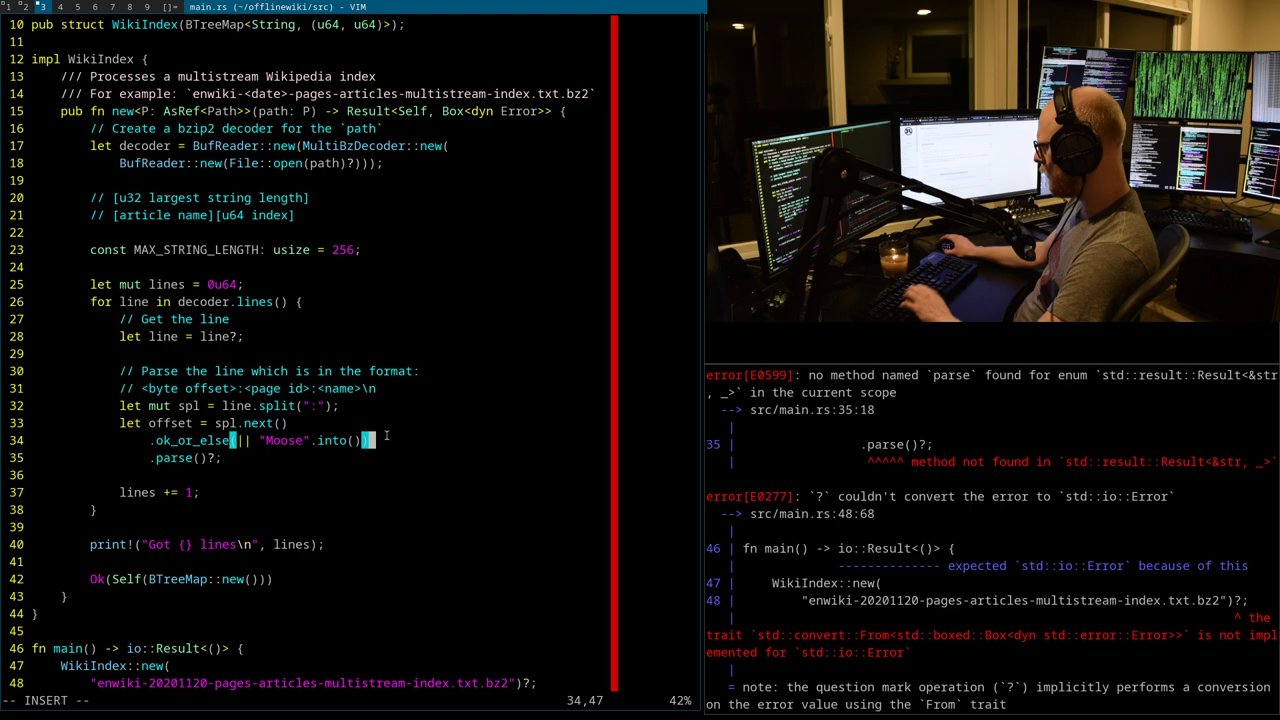 1 2 3 4 5 6 7 8 9 []= main.rs (~/offlinewiki/src) - VIM
10 pub struct WikiIndex(BTreeMap<String, (u64, u64)>);
11
12 impl WikiIndex {
13 /// Processes a multistream Wikipedia index
14 /// For example: `enwiki-<date>-pages-articles-multistream-index.txt.bz2`
15 pub fn new<P: AsRef<Path>>(path: P) -> Result<Self, Box<dyn Error>> {
16 // Create a bzip2 decoder for the `path`
17 let decoder = BufReader::new(MultiBzDecoder::new(
18 BufReader::new(File::open(path)?)));
19
20 // [u32 largest string length]
21 // [article name][u64 index]
22
23 const MAX_STRING_LENGTH: usize = 256;
24
25 let mut lines = 0u64;
26 for line in decoder.lines() {
27 // Get the line
28 let line = line?;
29
30 // Parse the line which is in the format:
31 // <byte offset>:<page id>:<name>\n
32 let mut spl = line.split(":");
33 let offset = spl.next()
34 .ok_or_else(|| "Moose".into())
35 .parse()?;
36
37 lines += 1;
38 }
39
40 print!("Got {} lines\n", lines);
41
42 Ok(Self(BTreeMap::new()))
43 }
44 }
45
46 fn main() -> io::Result<()> {
47 WikiIndex::new(
48 "enwiki-20201120-pages-articles-multistream-index.txt.bz2")?;
-- INSERT -- 34,47 42%
error[E0599]: no method named `parse` found for enum `std::result::Result<&str
, _>` in the current scope
--> src/main.rs:35:18
|
35 | .parse()?;
| ^^^^^ method not found in `std::result::Result<&str, _>`
error[E0277]: `?` couldn't convert the error to `std::io::Error`
--> src/main.rs:48:68
|
46 | fn main() -> io::Result<()> {
| -------------- expected `std::io::Error` because of this
47 | WikiIndex::new(
48 | "enwiki-20201120-pages-articles-multistream-index.txt.bz2")?;
| ^ the
trait `std::convert::From<std::boxed::Box<dyn std::error::Error>>` is not impl
emented for `std::io::Error`
|
= note: the question mark operation (`?`) implicitly performs a conversion
on the error value using the `From` trait